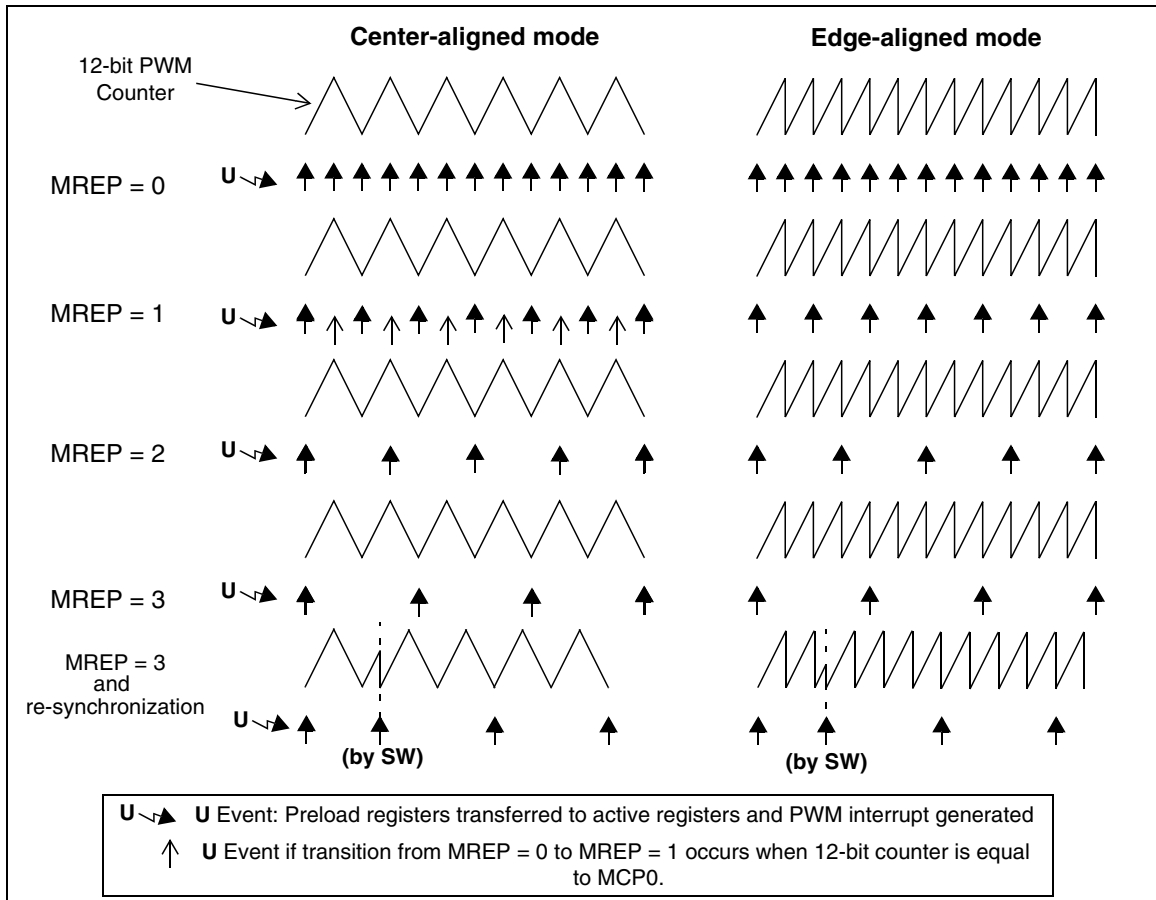 Center-aligned mode
Edge-aligned mode
12-bit PWM
Counter
MREP = 0
U
MREP = 1
U
MREP = 2
U
MREP = 3
U
MREP = 3
and
re-synchronization
U
(by SW)
(by SW)
U U Event: Preload registers transferred to active registers and PWM interrupt generated
U Event if transition from MREP = 0 to MREP = 1 occurs when 12-bit counter is equal
to MCP0.